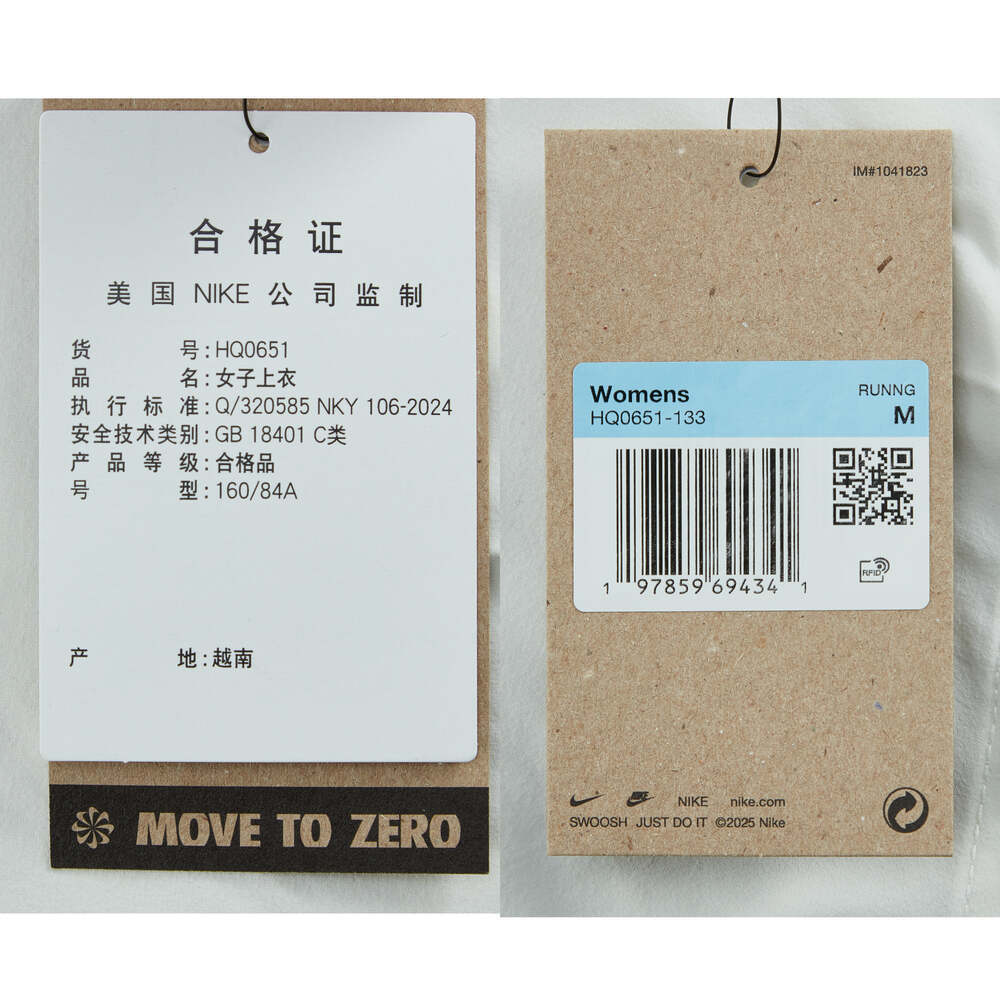 合格证
美国 NIKE 公司监制
货号:HQ0651
品名:女子上衣
执行标准:Q/320585 NKY 106-2024
安全技术类别:GB 18401 C类
产品等级:合格品
号型:160/84A
产地:越南
MOVE TO ZERO
IM#1041823
Womens RUNNG
HQ0651-133 M
1 97859 69434 1
RFID
NIKE nike.com
SWOOSH JUST DO IT ©2025 Nike